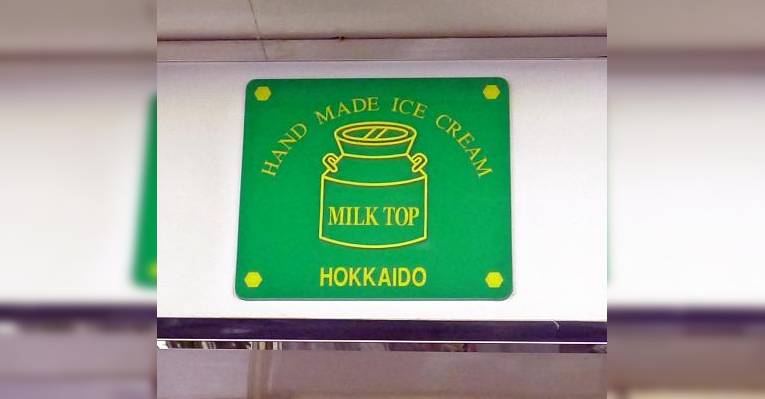 HAND MADE ICE CREAM
MILK TOP
HOKKAIDO